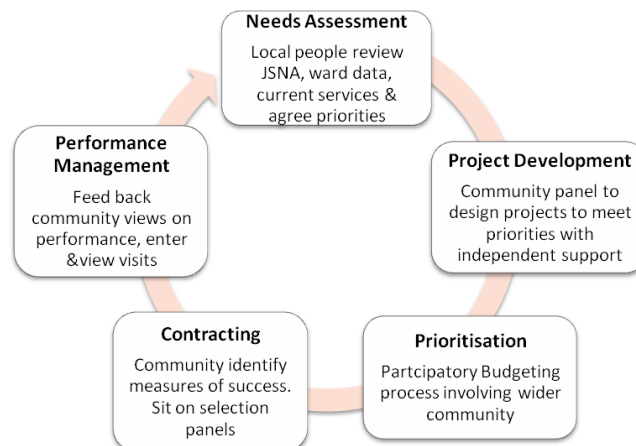 Needs Assessment
Local people review
JSNA, ward data,
current services &
agree priorities
Project Development
Community panel to
design projects to meet
priorities with
independent support
Prioritisation
Partcipatory Budgeting
process involving wider
community
Contracting
Community identify
measures of success.
Sit on selection
panels
Performance
Management
Feed back
community views on
performance, enter
&view visits